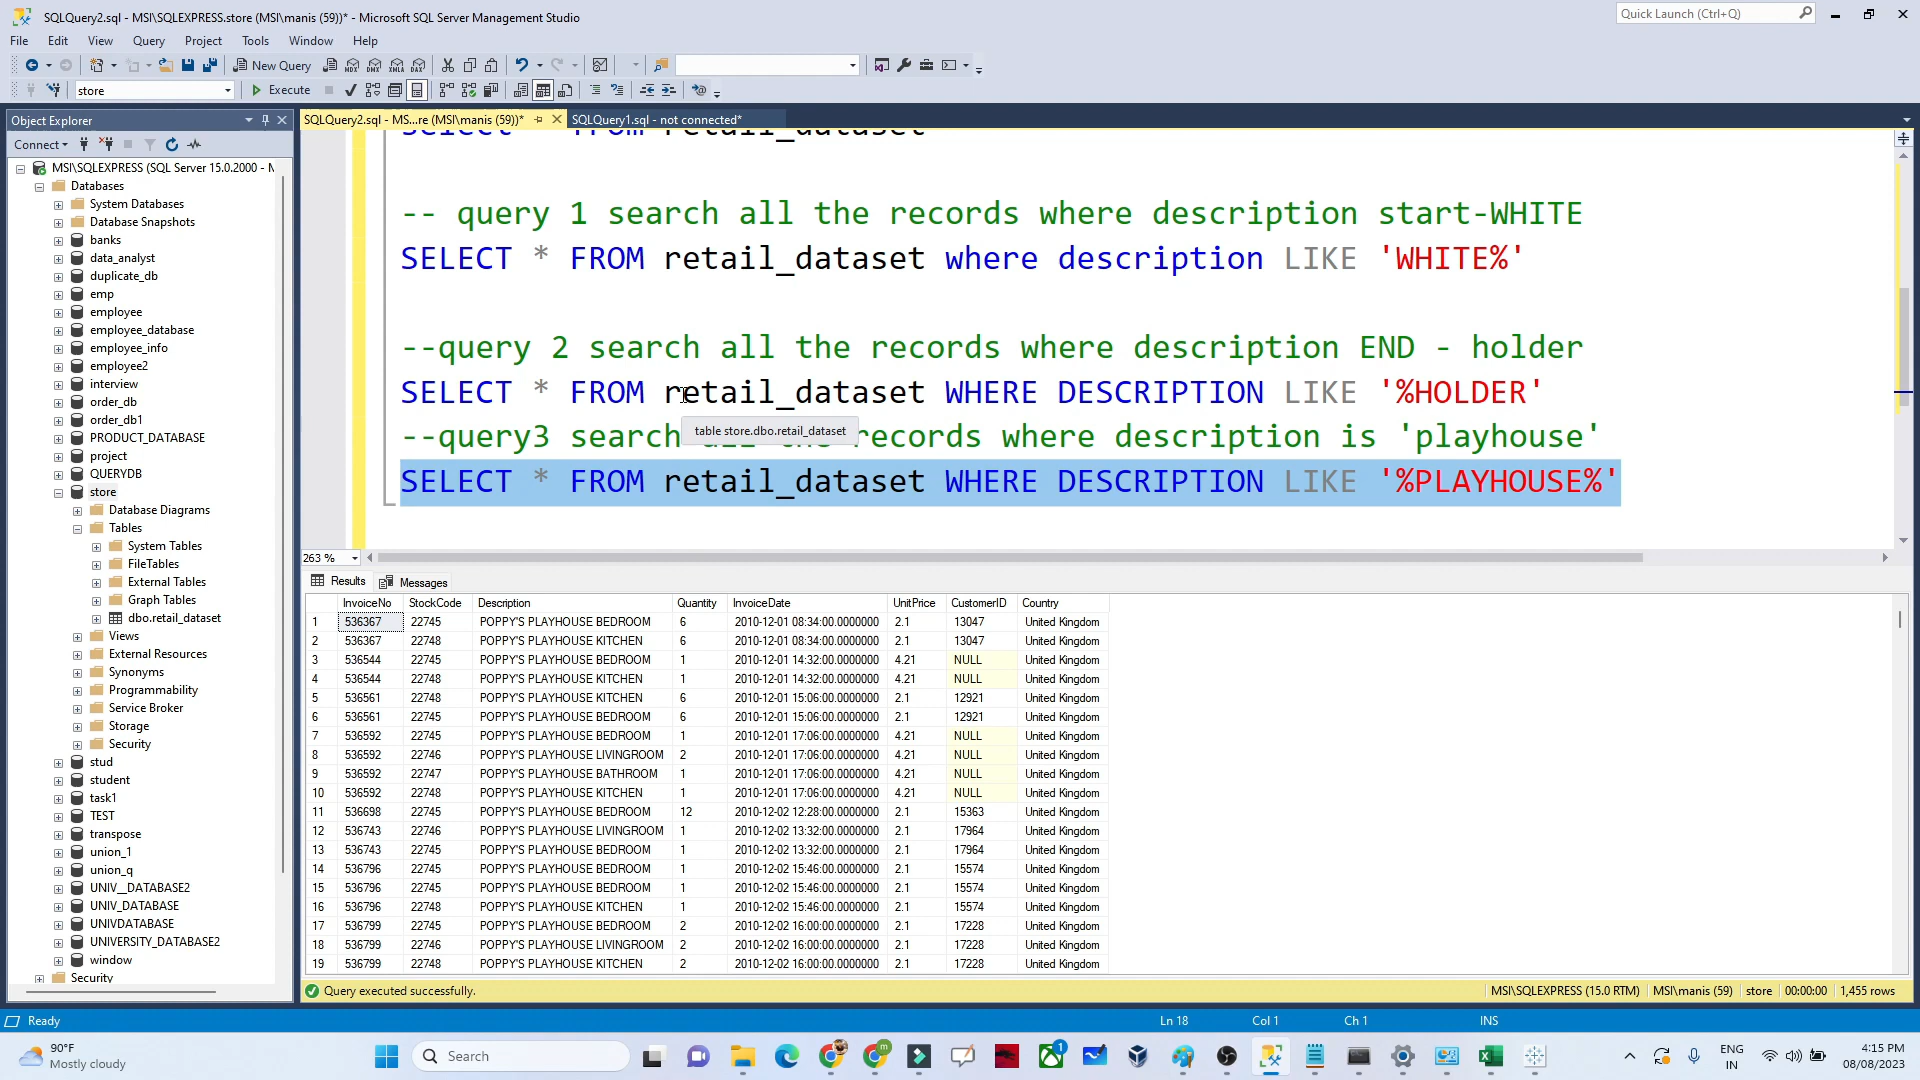 SQLQuery2.sql - MSI\SQLEXPRESS.store (MSI\manis (59))* - Microsoft SQL Server Management Studio
Quick Launch (Ctrl+Q)
File Edit View Query Project Tools Window Help
New Query
store Execute
Object Explorer
SQLQuery2.sql - MS...re (MSI\manis (59))* SQLQuery1.sql - not connected*
Connect
MSI\SQLEXPRESS (SQL Server 15.0.2000 -
Databases
System Databases
Database Snapshots
banks
data_analyst
duplicate_db
emp
employee
employee_database
employee_info
employee2
interview
order_db
order_db1
PRODUCT_DATABASE
project
QUERYDB
store
Database Diagrams
Tables
System Tables
FileTables
External Tables
Graph Tables
dbo.retail_dataset
Views
External Resources
Synonyms
Programmability
Service Broker
Storage
Security
stud
student
task1
TEST
transpose
union_1
union_q
UNIV__DATABASE2
UNIV_DATABASE
UNIVDATABASE
UNIVERSITY_DATABASE2
window
Security
retail_dataset
-- query 1 search all the records where description start-WHITE
SELECT * FROM retail_dataset where description LIKE 'WHITE%'
--query 2 search all the records where description END - holder
SELECT * FROM retail_dataset WHERE DESCRIPTION LIKE '%HOLDER'
table store.dbo.retail_dataset
--query3 search records where description is 'playhouse'
SELECT * FROM retail_dataset WHERE DESCRIPTION LIKE '%PLAYHOUSE%'
263 %
Results Messages
InvoiceNo StockCode Description Quantity InvoiceDate UnitPrice CustomerID Country
1 536367 22745 POPPY'S PLAYHOUSE BEDROOM 6 2010-12-01 08:34:00.0000000 2.1 13047 United Kingdom
2 536367 22748 POPPY'S PLAYHOUSE KITCHEN 6 2010-12-01 08:34:00.0000000 2.1 13047 United Kingdom
3 536544 22745 POPPY'S PLAYHOUSE BEDROOM 1 2010-12-01 14:32:00.0000000 4.21 NULL United Kingdom
4 536544 22748 POPPY'S PLAYHOUSE KITCHEN 1 2010-12-01 14:32:00.0000000 4.21 NULL United Kingdom
5 536561 22748 POPPY'S PLAYHOUSE KITCHEN 6 2010-12-01 15:06:00.0000000 2.1 12921 United Kingdom
6 536561 22745 POPPY'S PLAYHOUSE BEDROOM 6 2010-12-01 15:06:00.0000000 2.1 12921 United Kingdom
7 536592 22745 POPPY'S PLAYHOUSE BEDROOM 1 2010-12-01 17:06:00.0000000 4.21 NULL United Kingdom
8 536592 22746 POPPY'S PLAYHOUSE LIVINGROOM 2 2010-12-01 17:06:00.0000000 4.21 NULL United Kingdom
9 536592 22747 POPPY'S PLAYHOUSE BATHROOM 1 2010-12-01 17:06:00.0000000 4.21 NULL United Kingdom
10 536592 22748 POPPY'S PLAYHOUSE KITCHEN 1 2010-12-01 17:06:00.0000000 4.21 NULL United Kingdom
11 536698 22745 POPPY'S PLAYHOUSE BEDROOM 12 2010-12-02 12:28:00.0000000 2.1 15363 United Kingdom
12 536743 22746 POPPY'S PLAYHOUSE LIVINGROOM 1 2010-12-02 13:32:00.0000000 2.1 17964 United Kingdom
13 536743 22745 POPPY'S PLAYHOUSE BEDROOM 1 2010-12-02 13:32:00.0000000 2.1 17964 United Kingdom
14 536796 22745 POPPY'S PLAYHOUSE BEDROOM 1 2010-12-02 15:46:00.0000000 2.1 15574 United Kingdom
15 536796 22745 POPPY'S PLAYHOUSE BEDROOM 1 2010-12-02 15:46:00.0000000 2.1 15574 United Kingdom
16 536796 22748 POPPY'S PLAYHOUSE KITCHEN 1 2010-12-02 15:46:00.0000000 2.1 15574 United Kingdom
17 536799 22745 POPPY'S PLAYHOUSE BEDROOM 2 2010-12-02 16:00:00.0000000 2.1 17228 United Kingdom
18 536799 22746 POPPY'S PLAYHOUSE LIVINGROOM 2 2010-12-02 16:00:00.0000000 2.1 17228 United Kingdom
19 536799 22748 POPPY'S PLAYHOUSE KITCHEN 2 2010-12-02 16:00:00.0000000 2.1 17228 United Kingdom
Query executed successfully. MSI\SQLEXPRESS (15.0 RTM) MSI\manis (59) store 00:00:00 1,455 rows
Ready Ln 18 Col 1 Ch 1 INS
90°F
Mostly cloudy
Search
ENG
IN
4:15 PM
08/08/2023